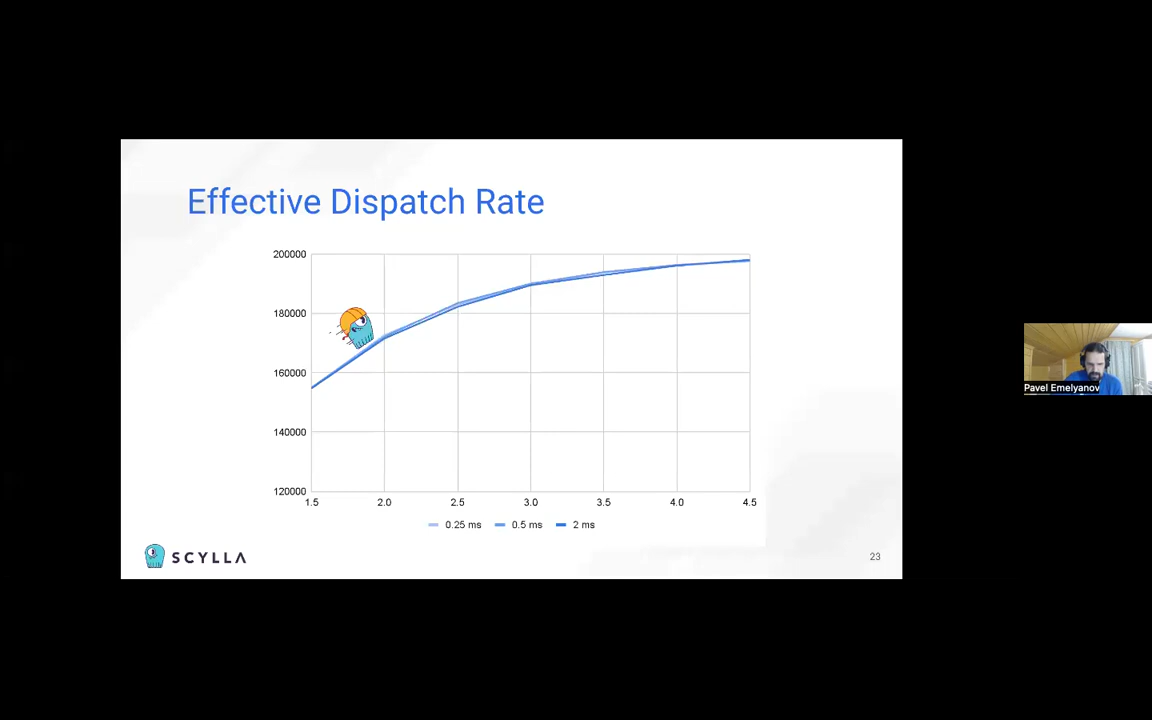 Effective Dispatch Rate
200000
180000
160000
140000
120000
1.5 2.0 2.5 3.0 3.5 4.0 4.5
0.25 ms 0.5 ms 2 ms
SCYLLA
23
Pavel Emelyanov